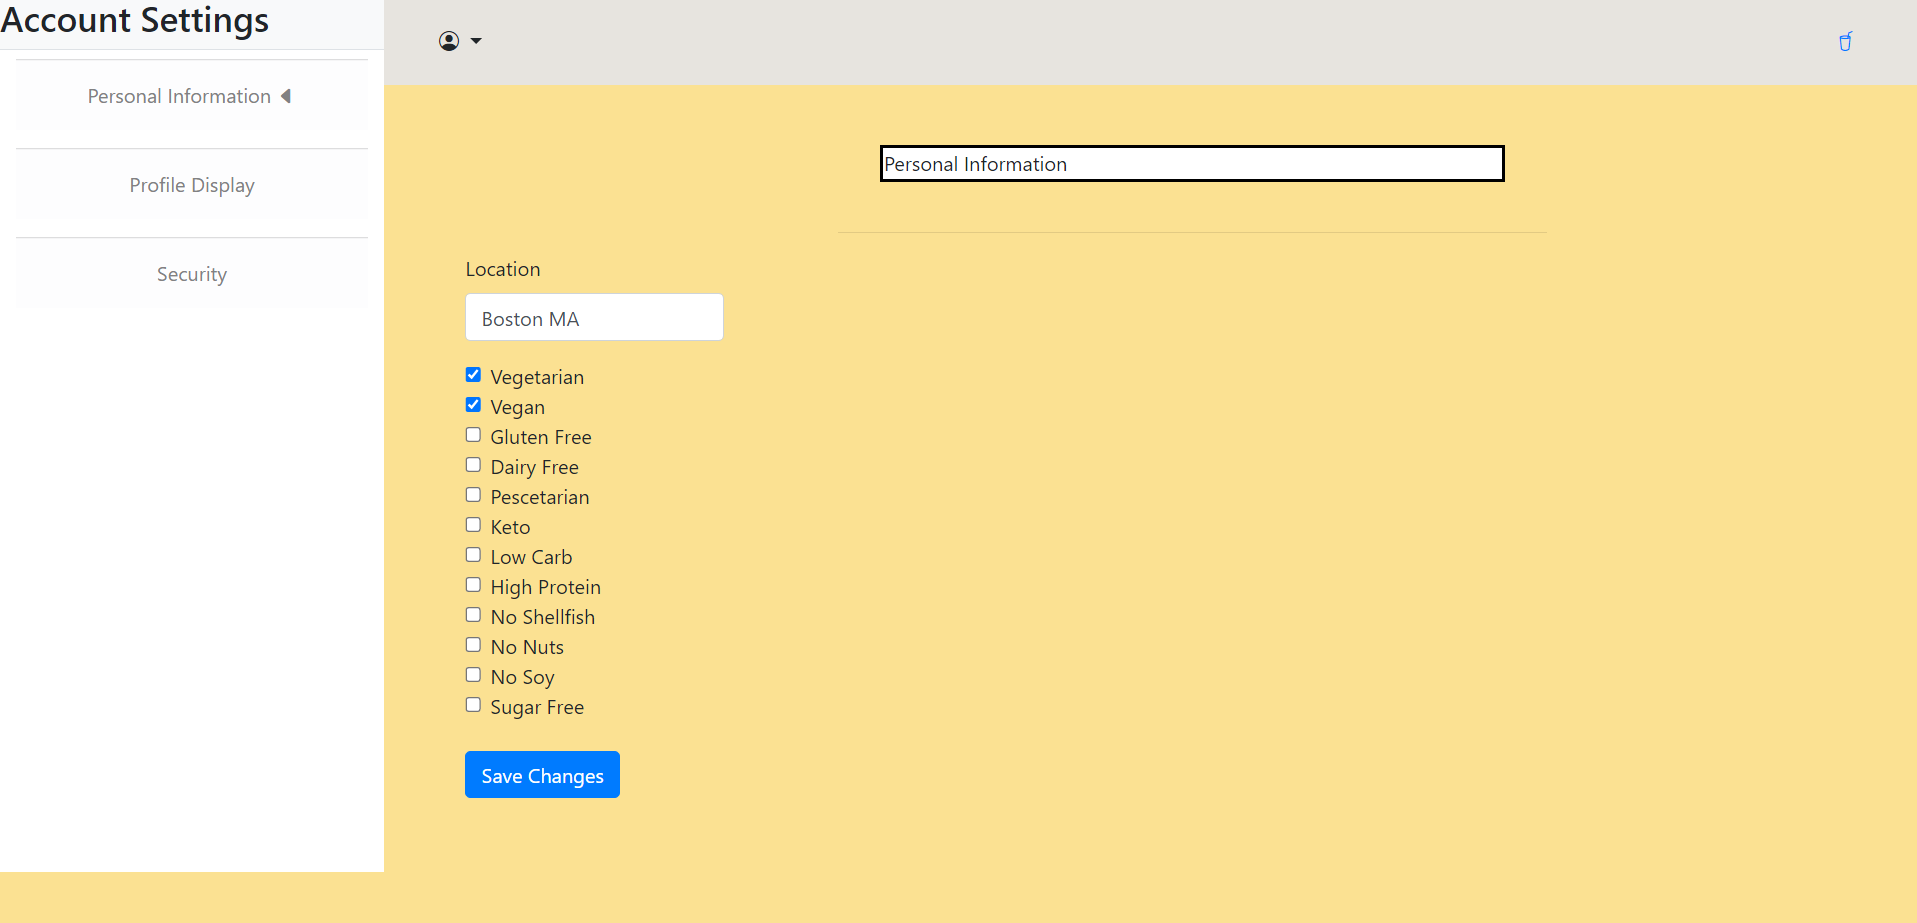 Account Settings
Personal Information
Profile Display
Security
Personal Information
Location
Boston MA
Vegetarian
Vegan
Gluten Free
Dairy Free
Pescetarian
Keto
Low Carb
High Protein
No Shellfish
No Nuts
No Soy
Sugar Free
Save Changes